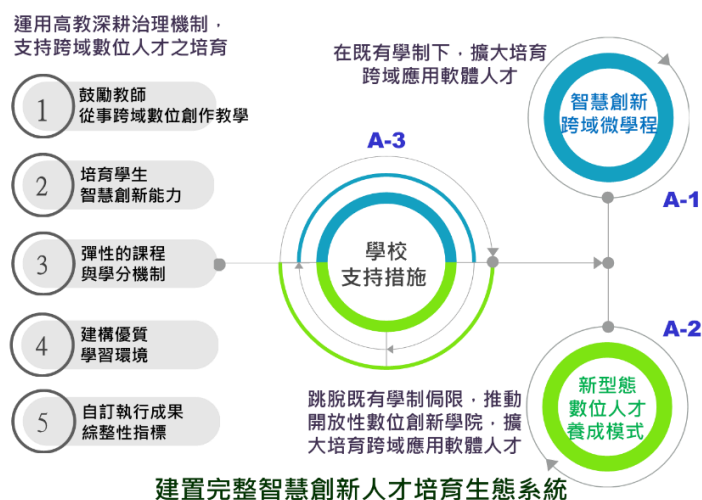 運用高教深耕治理機制，
支持跨域數位人才之培育
1
鼓勵教師
從事跨域數位創作教學
2
培育學生
智慧創新能力
3
彈性的課程
與學分機制
4
建構優質
學習環境
5
自訂執行成果
綜整性指標
A-3
學校
支持措施
在既有學制下，擴大培育
跨域應用軟體人才
智慧創新
跨域微學程
A-1
A-2
新型態
數位人才
養成模式
跳脫既有學制侷限，推動
開放性數位創新學院，擴
大培育跨域應用軟體人才
建置完整智慧創新人才培育生態系統